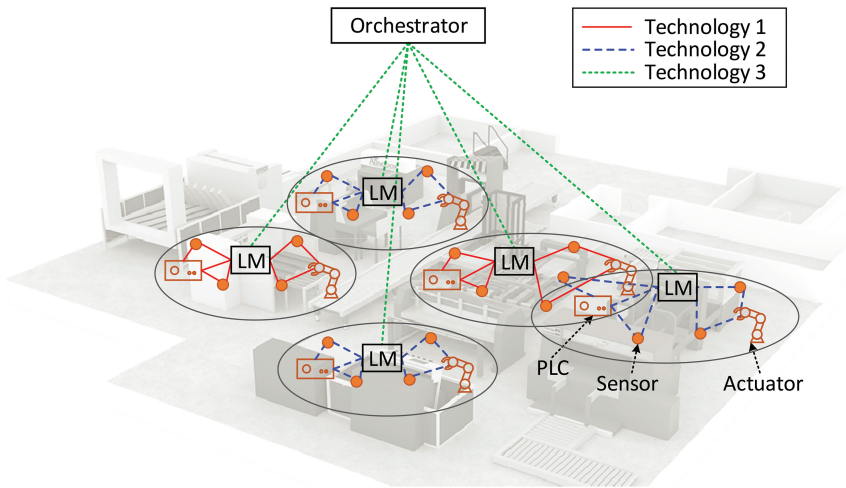 Orchestrator
Technology 1
Technology 2
Technology 3
LM
LM
LM
LM
LM
PLC
Sensor
Actuator